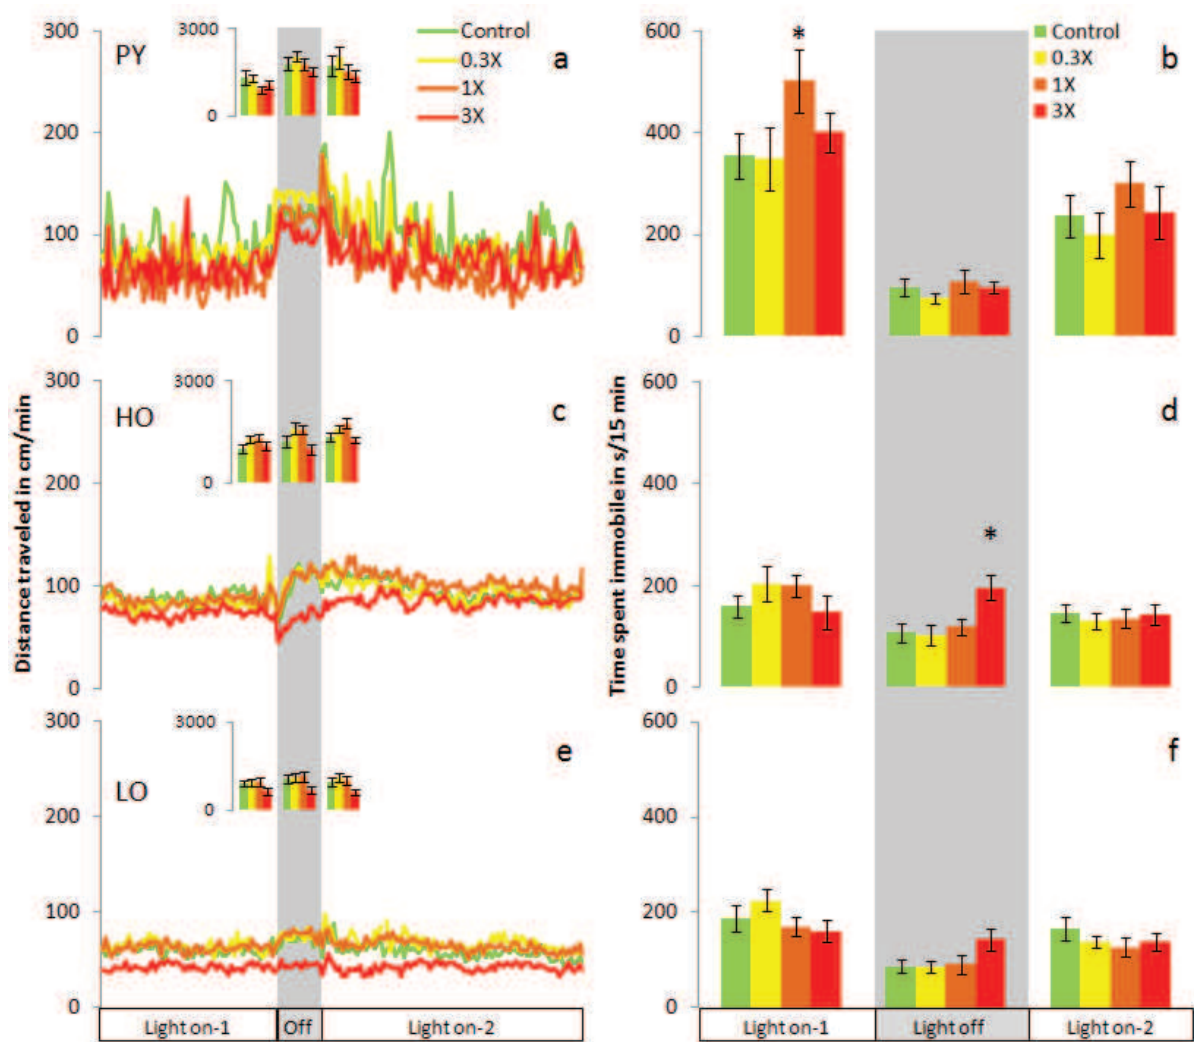 300
PY
3000
0
Control
0.3X
1X
3X
a
200
100
0
600
*
Control
0.3X
1X
3X
b
400
200
0
Distance traveled in cm/min
300
HO
3000
0
c
200
100
0
Time spent immobile in s/15 min
600
d
400
*
200
0
300
LO
3000
0
e
200
100
0
600
f
400
200
0
Light on-1 Off Light on-2
Light on-1 Light off Light on-2